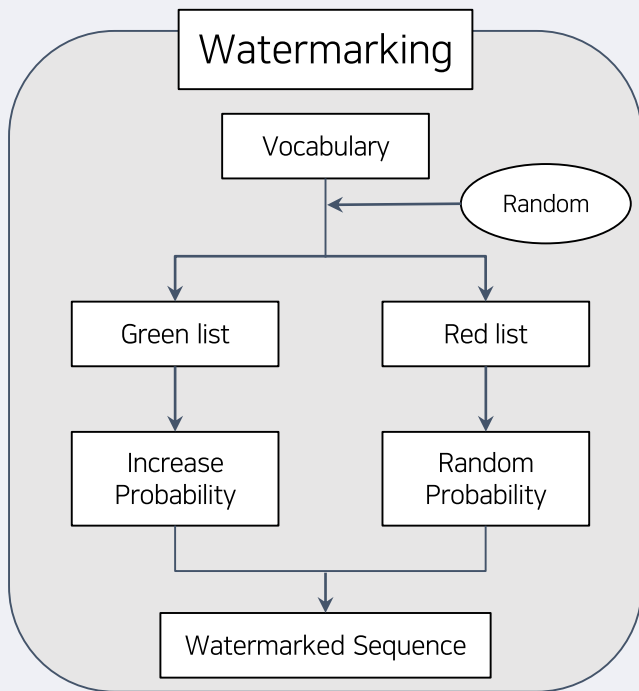 Watermarking
Vocabulary
Random
Green list
Red list
Increase
Probability
Random
Probability
Watermarked Sequence